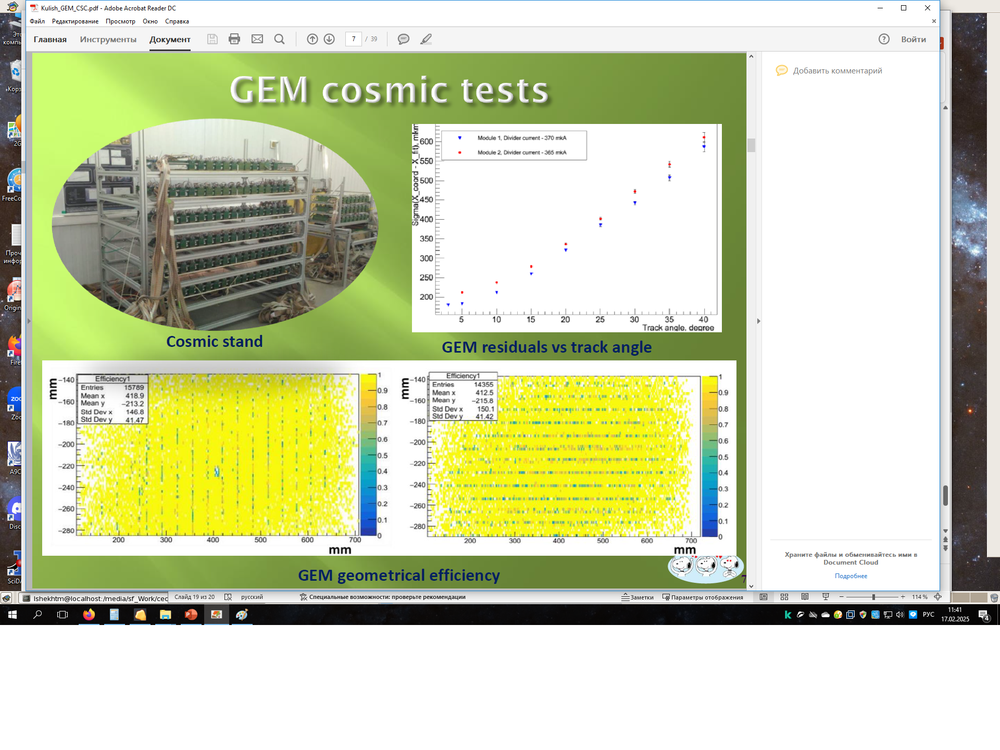 Kulish_GEM_CSC.pdf - Adobe Acrobat Reader DC
Файл Редактирование Просмотр Окно Справка
Главная Инструменты Документ 7 / 39 Войти
Добавить комментарий
GEM cosmic tests
Cosmic stand
Sigma(X_coord - X_fit), mkm
Module 1, Divider current - 370 mkA
Module 2, Divider current - 365 mkA
600
550
500
450
400
350
300
250
200
5 10 15 20 25 30 35 40
Track angle, degree
GEM residuals vs track angle
mm
Efficiency1
Entries 15789
Mean x 418.9
Mean y -213.2
Std Dev x 146.8
Std Dev y 41.47
-140
-160
-180
-200
-220
-240
-260
-280
200 300 400 500 600 700
mm
1
0.9
0.8
0.7
0.6
0.5
0.4
0.3
0.2
0.1
0
mm
Efficiency1
Entries 14355
Mean x 412.5
Mean y -215.8
Std Dev x 150.1
Std Dev y 41.42
-140
-160
-180
-200
-220
-240
-260
-280
200 300 400 500 600 700
mm
1
0.9
0.8
0.7
0.6
0.5
0.4
0.3
0.2
0.1
0
GEM geometrical efficiency
7
Храните файлы и обменивайтесь ими в
Document Cloud
Подробнее
lshekhtm@localhost:/media/sf_Work/cec
Слайд 19 из 20 русский Специальные возможности: проверьте рекомендации Заметки Параметры отображения 114 %
РУС
11:41
17.02.2025
4